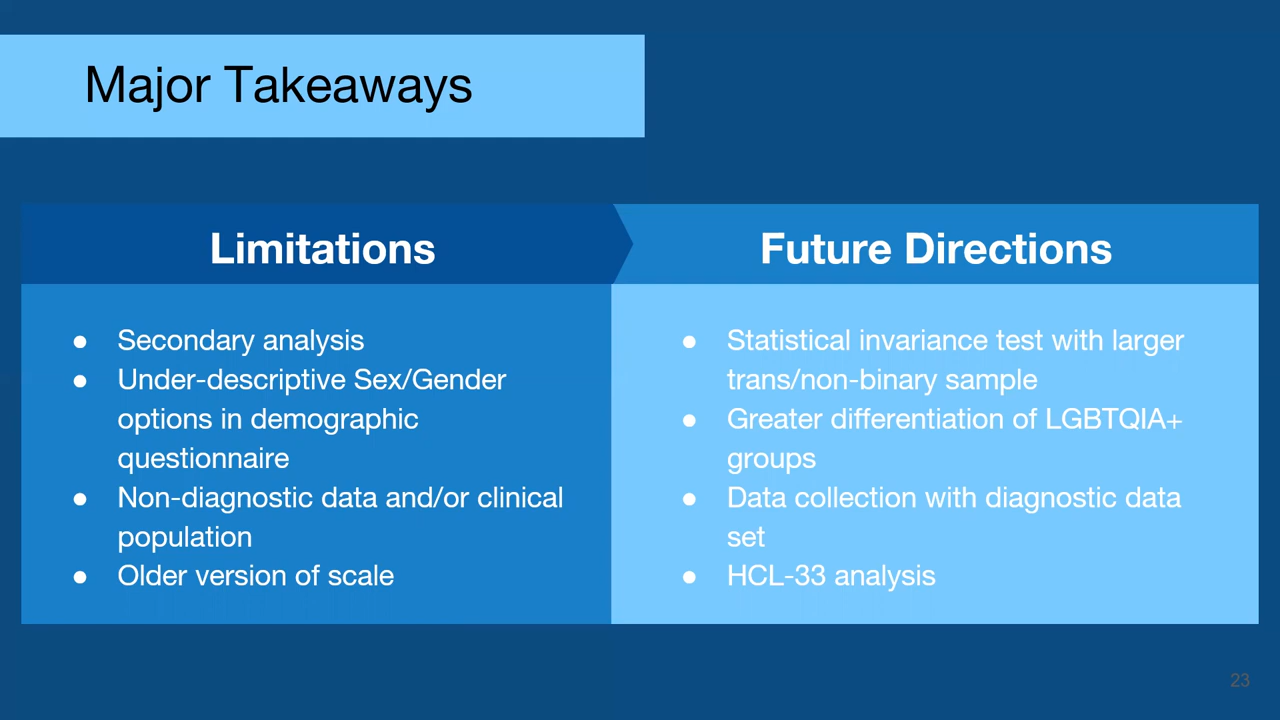 Major Takeaways
Limitations
● Secondary analysis
● Under-descriptive Sex/Gender
options in demographic
questionnaire
● Non-diagnostic data and/or clinical
population
● Older version of scale
Future Directions
● Statistical invariance test with larger
trans/non-binary sample
● Greater differentiation of LGBTQIA+
groups
● Data collection with diagnostic data
set
● HCL-33 analysis
23